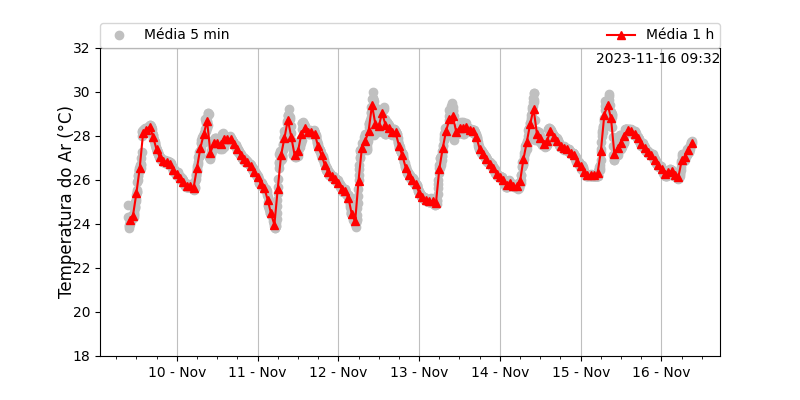 Média 5 min
Média 1 h
2023-11-16 09:32
Temperatura do Ar (°C)
32
30
28
26
24
22
20
18
10 - Nov
11 - Nov
12 - Nov
13 - Nov
14 - Nov
15 - Nov
16 - Nov